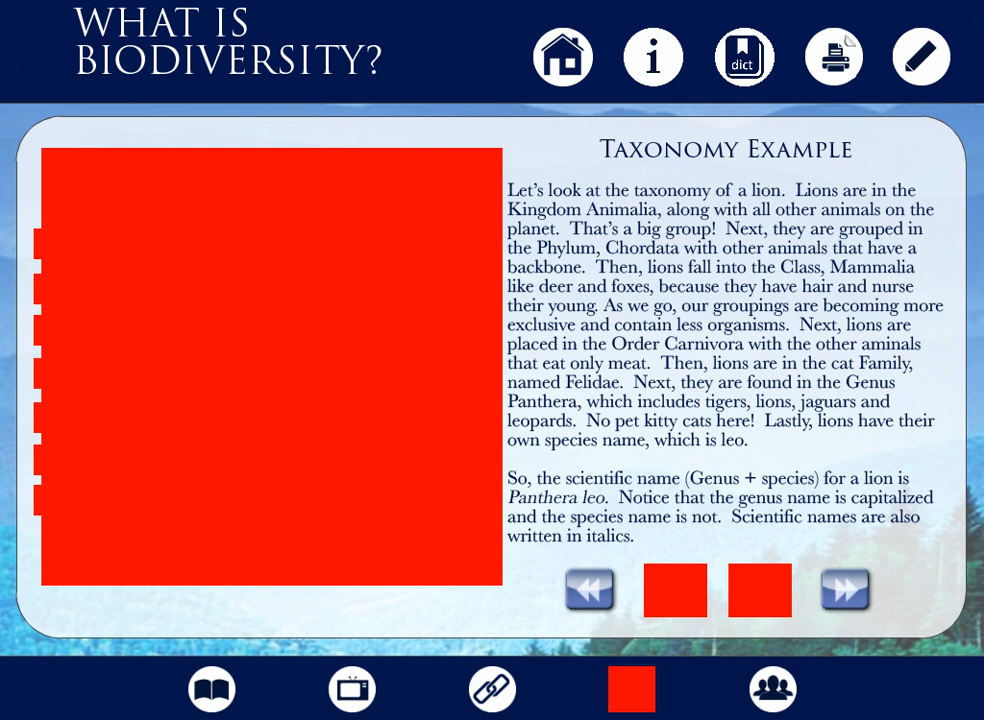 WHAT IS
BIODIVERSITY?
dict
TAXONOMY EXAMPLE
Let's look at the taxonomy of a lion.  Lions are in the
Kingdom Animalia, along with all other animals on the
planet.  That's a big group!  Next, they are grouped in
the Phylum, Chordata with other animals that have a
backbone.  Then, lions fall into the Class, Mammalia
like deer and foxes, because they have hair and nurse
their young. As we go, our groupings are becoming more
exclusive and contain less organisms.  Next, lions are
placed in the Order Carnivora with the other aminals
that eat only meat.  Then, lions are in the cat Family,
named Felidae.  Next, they are found in the Genus
Panthera, which includes tigers, lions, jaguars and
leopards.  No pet kitty cats here!  Lastly, lions have their
own species name, which is leo.
So, the scientific name (Genus + species) for a lion is
Panthera leo.  Notice that the genus name is capitalized
and the species name is not.  Scientific names are also
written in italics.